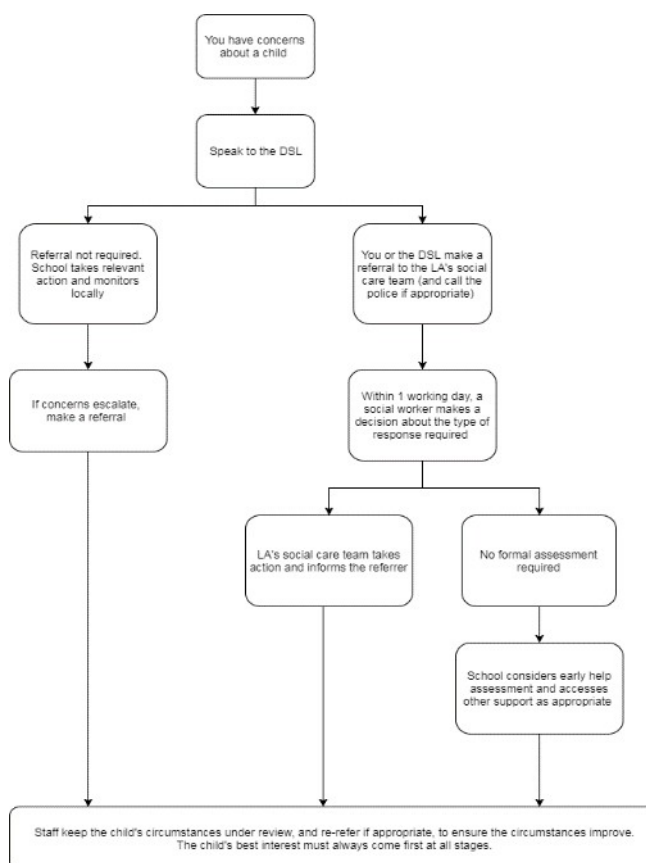 You have concerns
about a child
Speak to the DSL
Referral not required.
School takes relevant
action and monitors
locally
You or the DSL make a
referral to the LA's social
care team (and call the
police if appropriate)
If concerns escalate,
make a referral
Within 1 working day, a
social worker makes a
decision about the type of
response required
LA's social care team takes
action and informs the referrer
No formal assessment
required
School considers early help
assessment and accesses
other support as appropriate
Staff keep the child's circumstances under review, and re-refer if appropriate, to ensure the circumstances improve.
The child's best interest must always come first at all stages.